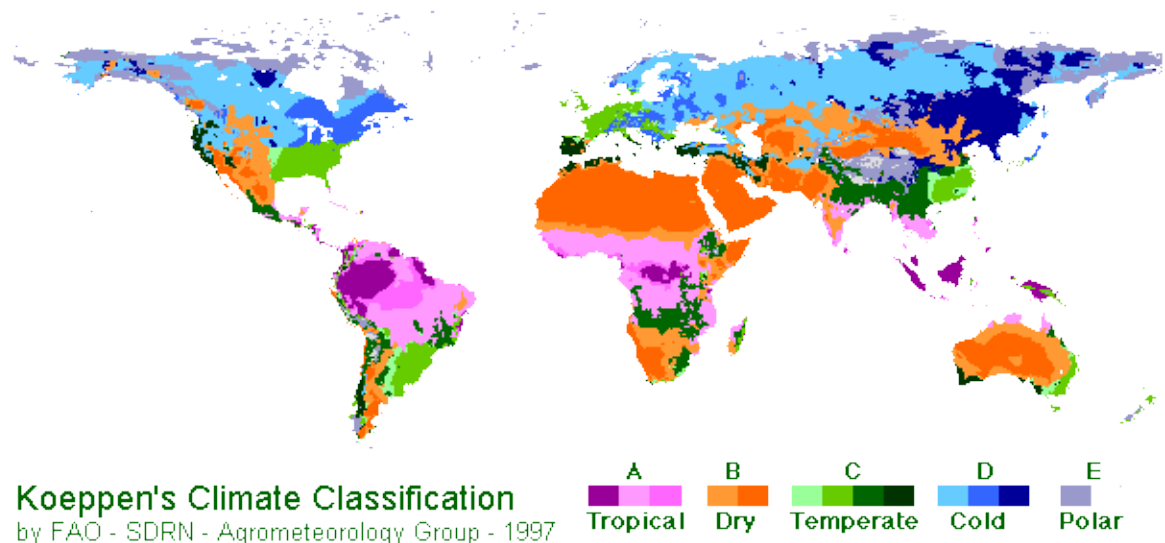 A B C D E
Koeppen's Climate Classification
Tropical Dry Temperate Cold Polar
by FAO - SDRN - Agrometeorology Group - 1997